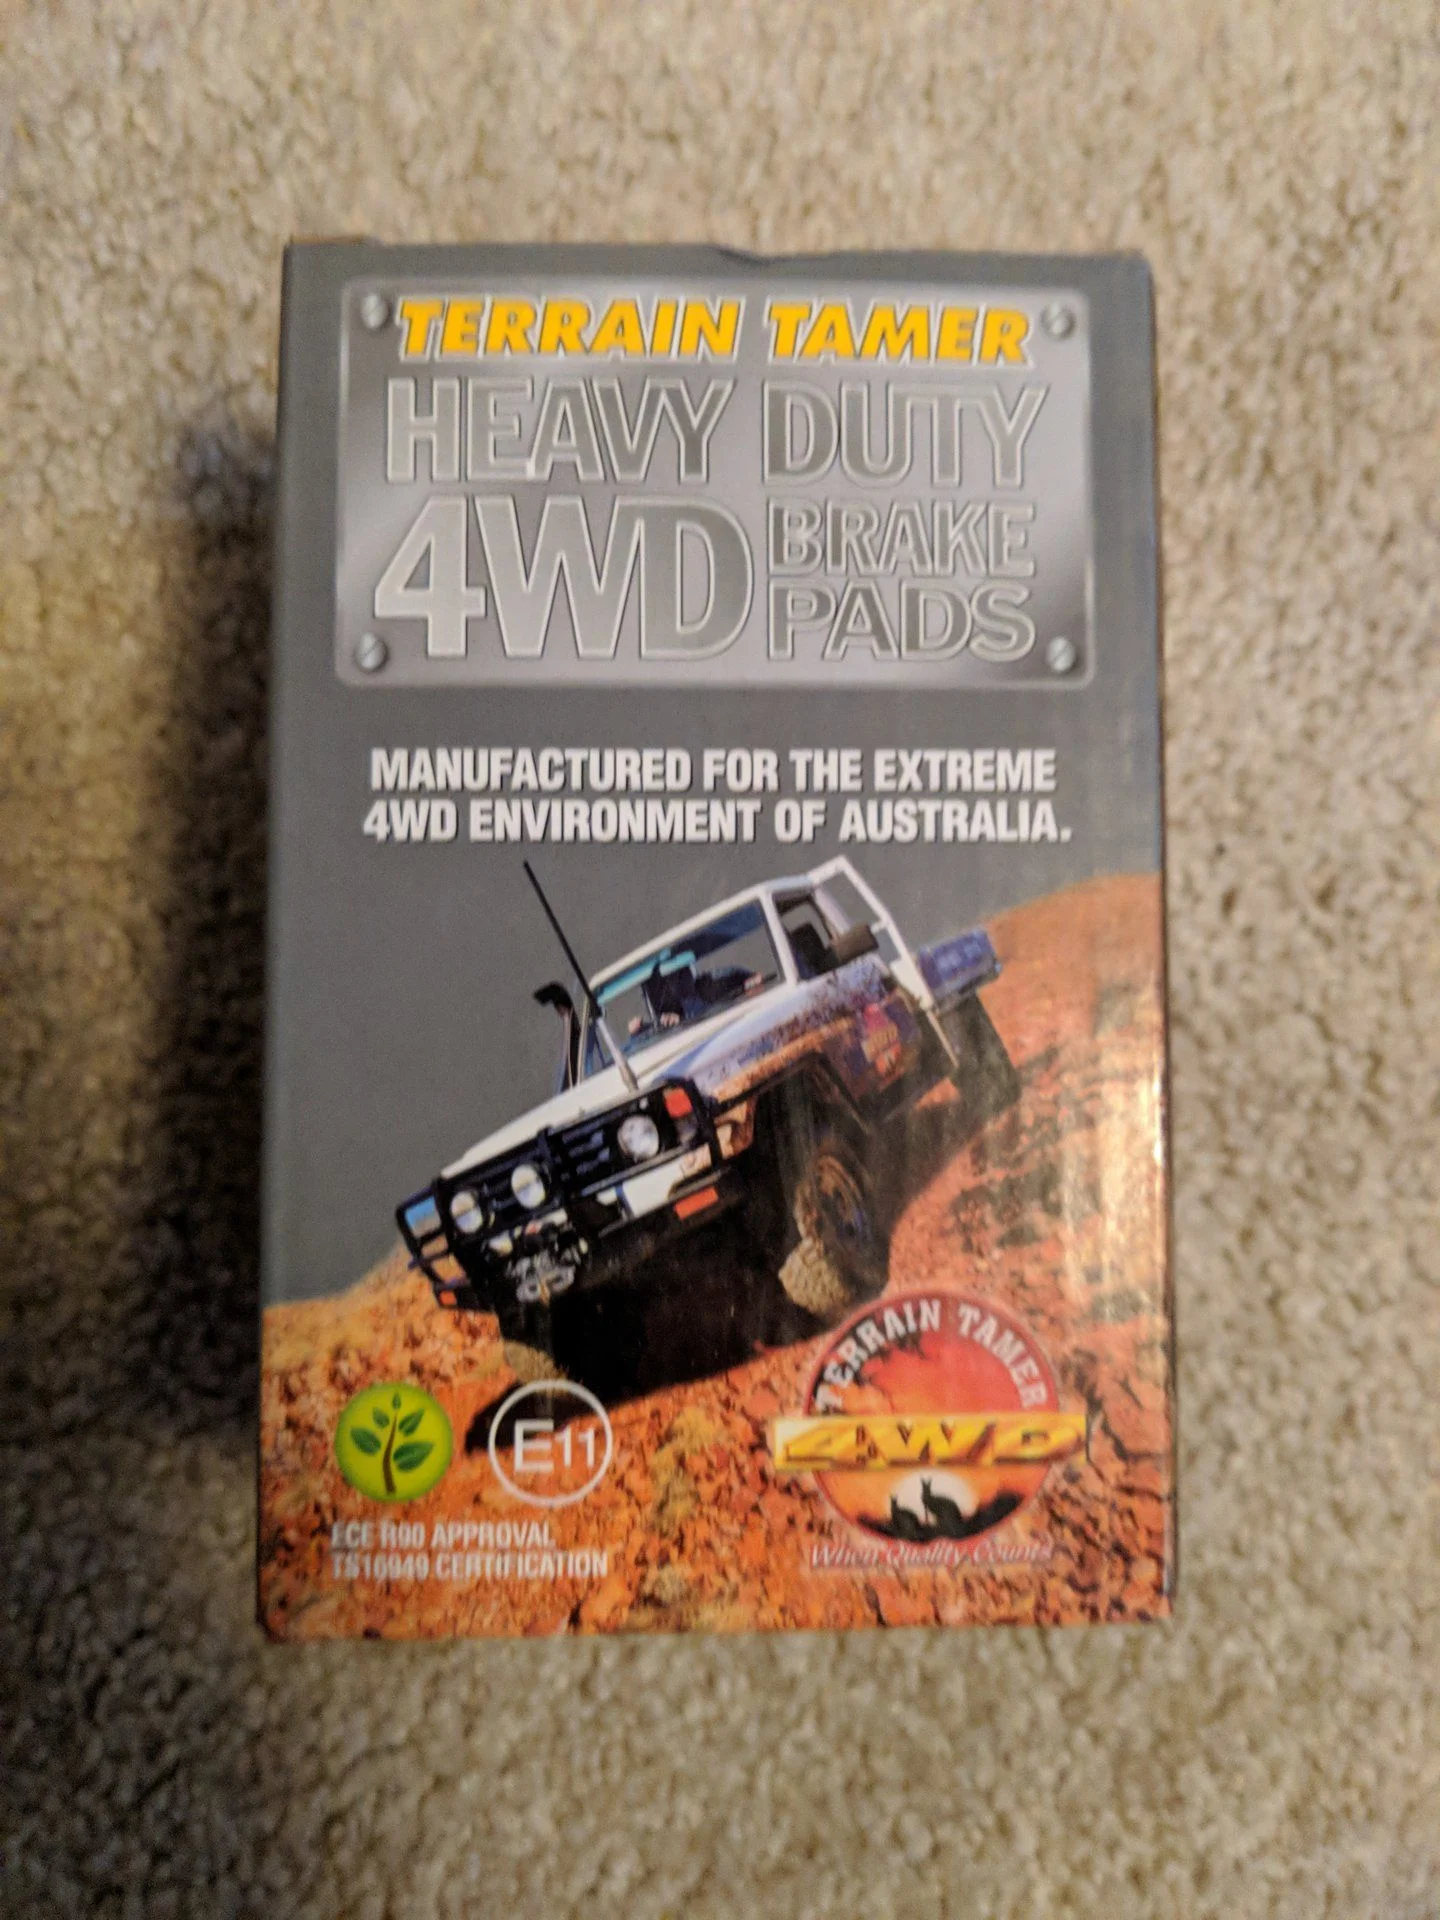 TERRAIN TAMER
HEAVY DUTY
4WD BRAKE
PADS
MANUFACTURED FOR THE EXTREME
4WD ENVIRONMENT OF AUSTRALIA.
E11
ECE R90 APPROVAL
TS16949 CERTIFICATION
TERRAIN TAMER
4WD
When Quality Counts